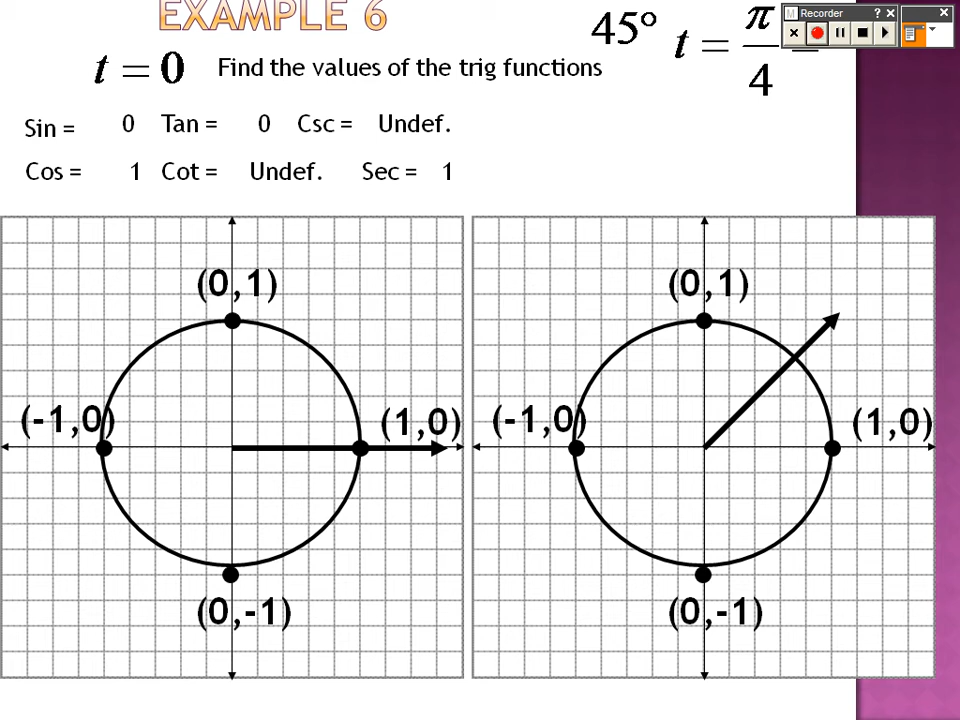 EXAMPLE 6
45° t = π/4 =
t = 0 Find the values of the trig functions
Sin = 0 Tan = 0 Csc = Undef.
Cos = 1 Cot = Undef. Sec = 1
(0,1) (0,1)
(-1,0) (1,0) (-1,0) (1,0)
(0,-1) (0,-1)
M Recorder ? × ×